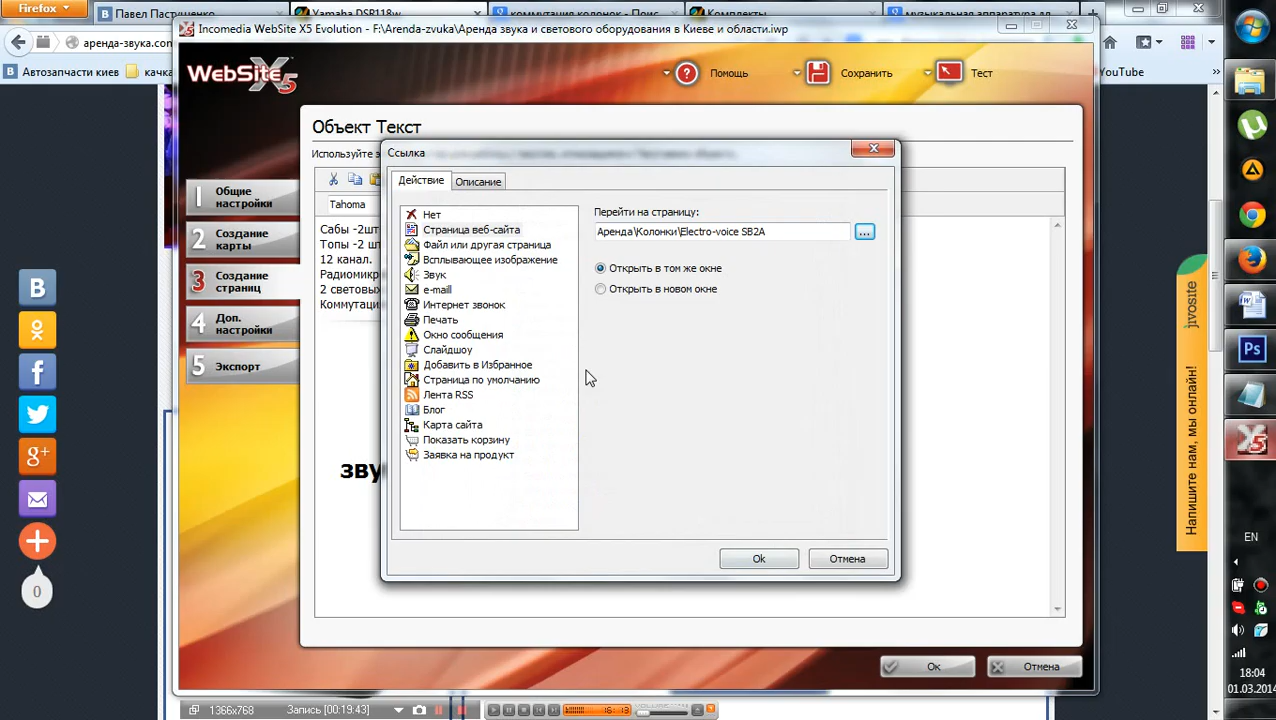 Firefox
Павел Пастушенко
Yamaha DSR118w
коммутация колонок - Поис
Комплекты
музыкальная аппаратура дл
Incomedia WebSite X5 Evolution - E:\Arenda-zvuka\Аренда звука и светового оборудования в Киеве и области.iwp
аренда-звука.com
Автозапчасти киев
качка
YouTube
WebSite X5
Помощь
Сохранить
Тест
Объект Текст
Используйте
1 Общие настройки
2 Создание карты
3 Создание страниц
4 Доп. настройки
5 Экспорт
Tahoma
Сабы -2шт
Топы -2 ш
12 канал.
Радиомикр
2 световы
Коммутаци
зву
Ссылка
Действие
Описание
Нет
Страница веб-сайта
Файл или другая страница
Всплывающее изображение
Звук
e-mail
Интернет звонок
Печать
Окно сообщения
Слайдшоу
Добавить в Избранное
Страница по умолчанию
Лента RSS
Блог
Карта сайта
Показать корзину
Заявка на продукт
Перейти на страницу:
Аренда\Колонки\Electro-voice SB2A
...
Открыть в том же окне
Открыть в новом окне
Ok
Отмена
Ок
Отмена
0
jivosite
Напишите нам, мы онлайн!
EN
18:04
01.03.2014
1366x768
Запись [00:19:43]